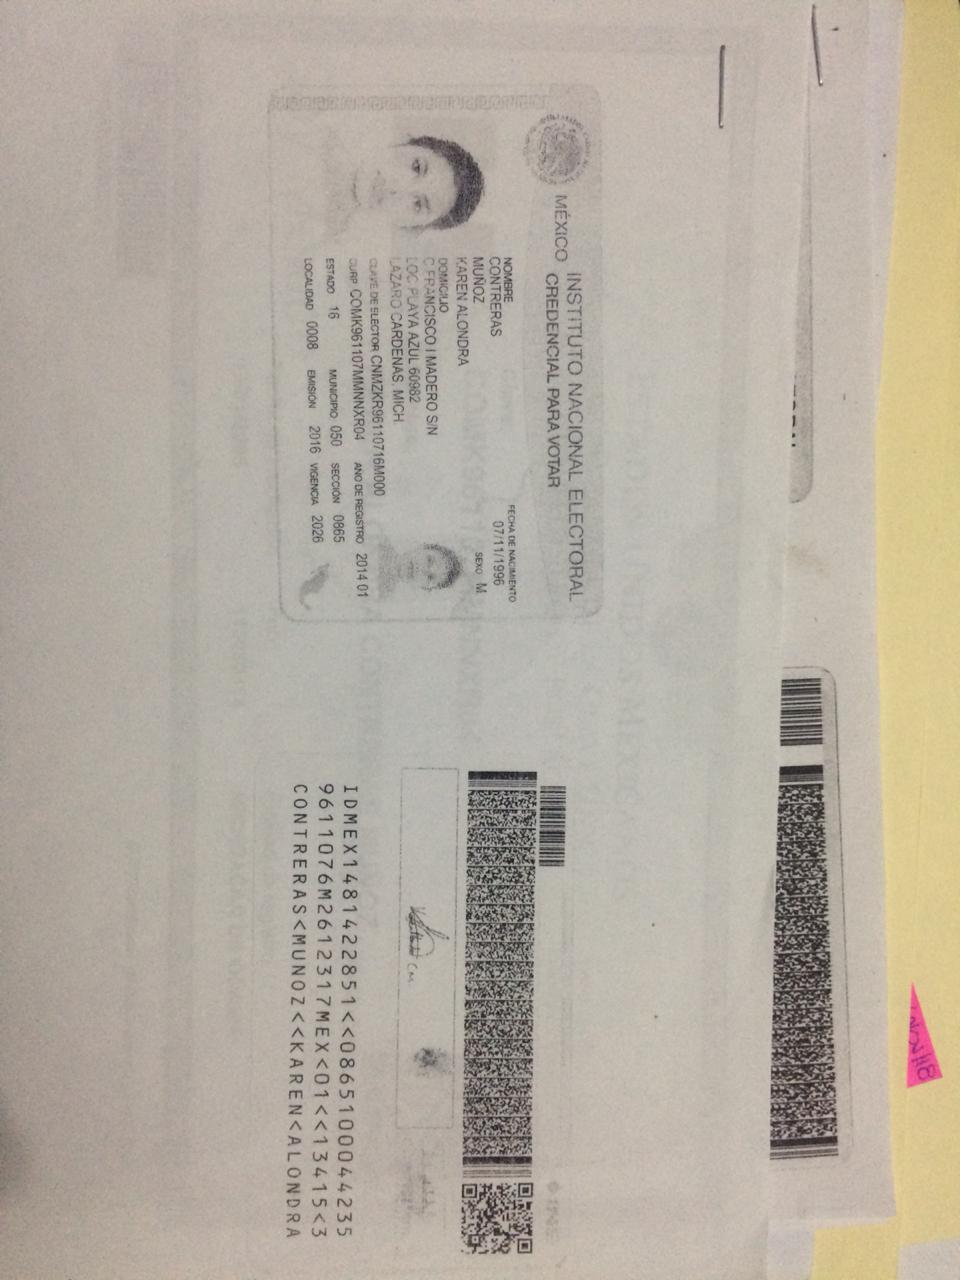 MÉXICO
INSTITUTO NACIONAL ELECTORAL
CREDENCIAL PARA VOTAR
NOMBRE
CONTRERAS
MUÑOZ
KAREN ALONDRA
FECHA DE NACIMIENTO
07/11/1996
SEXO M
DOMICILIO
C FRANCISCO I MADERO S/N
LOC PLAYA AZUL 60982
LAZARO CARDENAS, MICH.
CLAVE DE ELECTOR CNMZKR96110716M000
CURP COMK961107MMNNXR04 AÑO DE REGISTRO 2014 01
ESTADO 16 MUNICIPIO 050 SECCIÓN 0865
LOCALIDAD 0008 EMISIÓN 2016 VIGENCIA 2026
IDMEX1481422851<<0865100044235
9611076M2612317MEX<01<<13415<3
CONTRERAS<MUNOZ<<KAREN<ALONDRA
ESTADOS UNIDOS MEXICANOS